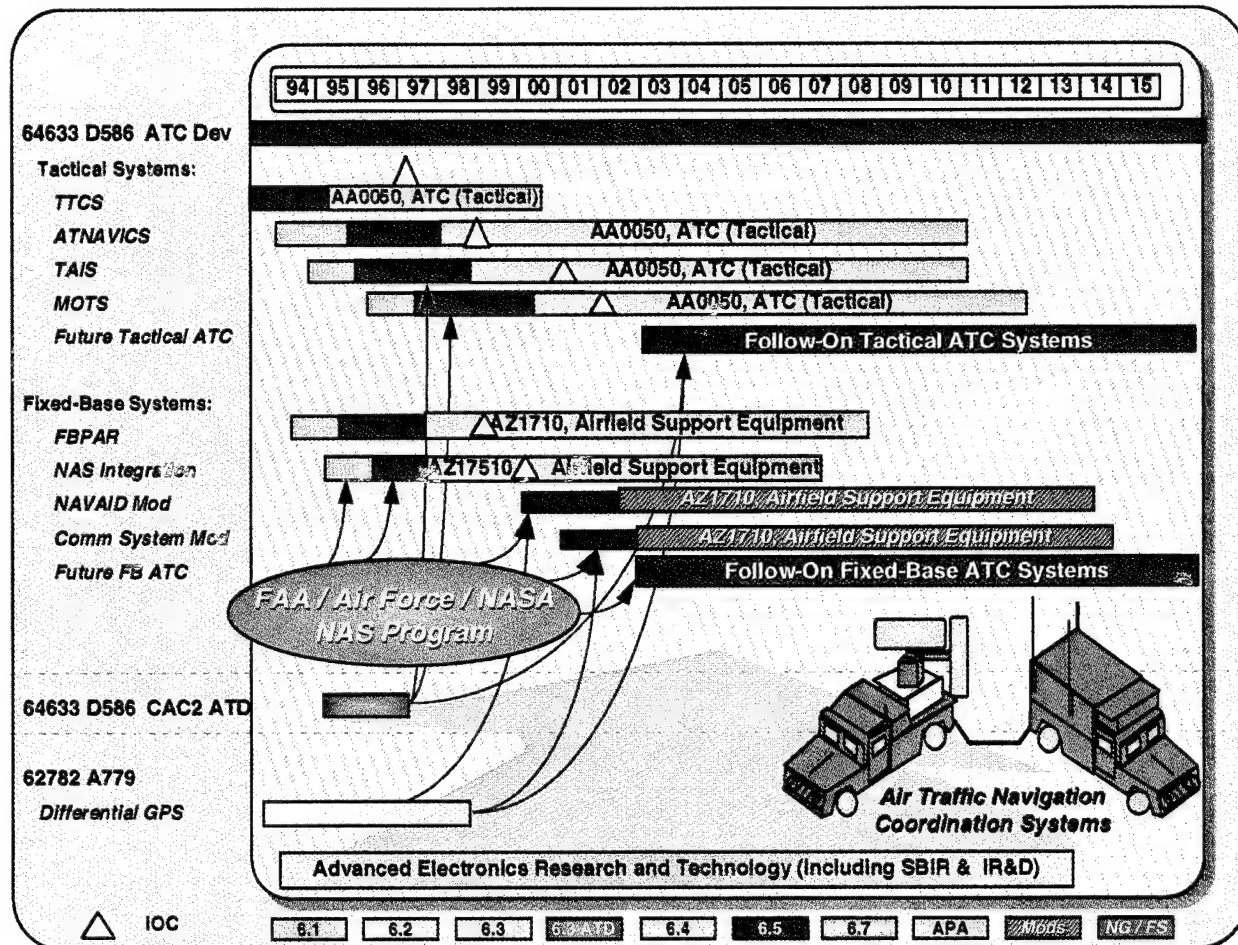 94 95 96 97 98 99 00 01 02 03 04 05 06 07 08 09 10 11 12 13 14 15
64633 D586 ATC Dev
Tactical Systems:
TTCS AA0050, ATC (Tactical)
ATNAVICS AA0050, ATC (Tactical)
TAIS AA0050, ATC (Tactical)
MOTS AA0050, ATC (Tactical)
Future Tactical ATC Follow-On Tactical ATC Systems
Fixed-Base Systems:
FBPAR AZ1710, Airfield Support Equipment
NAS Integration AZ17510, Airfield Support Equipment
NAVAID Mod AZ1710, Airfield Support Equipment
Comm System Mod AZ1710, Airfield Support Equipment
Future FB ATC Follow-On Fixed-Base ATC Systems
FAA / Air Force / NASA
NAS Program
64633 D586 CAC2 ATD
62782 A779
Differential GPS
Air Traffic Navigation
Coordination Systems
Advanced Electronics Research and Technology (including SBIR & IR&D)
IOC 6.1 6.2 6.3 6.3 ATD 6.4 6.5 6.7 APA Mods NG / FS